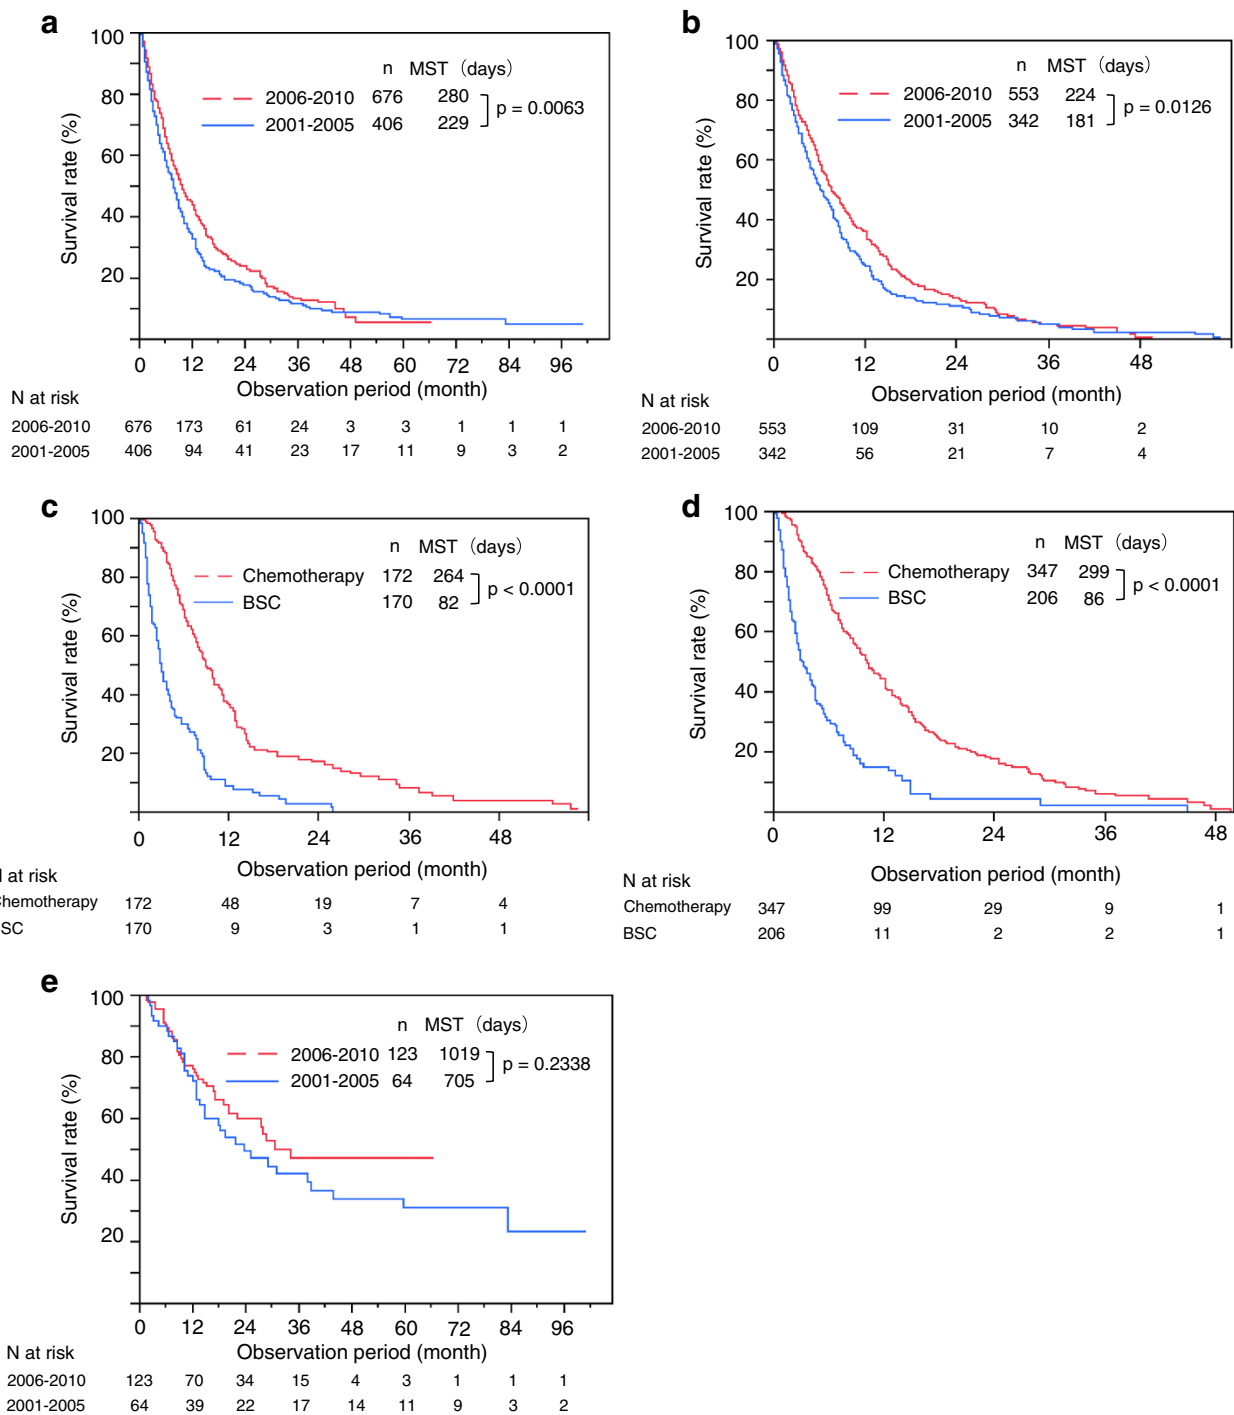 a
100
80
60
40
20
Survival rate (%)
n MST (days)
2006-2010 676 280
2001-2005 406 229
p = 0.0063
0 12 24 36 48 60 72 84 96
Observation period (month)
N at risk
2006-2010 676 173 61 24 3 3 1 1 1
2001-2005 406 94 41 23 17 11 9 3 2
b
100
80
60
40
20
Survival rate (%)
n MST (days)
2006-2010 553 224
2001-2005 342 181
p = 0.0126
0 12 24 36 48
Observation period (month)
N at risk
2006-2010 553 109 31 10 2
2001-2005 342 56 21 7 4
c
100
80
60
40
20
Survival rate (%)
n MST (days)
Chemotherapy 172 264
BSC 170 82
p < 0.0001
0 12 24 36 48
Observation period (month)
N at risk
Chemotherapy 172 48 19 7 4
BSC 170 9 3 1 1
d
100
80
60
40
20
Survival rate (%)
n MST (days)
Chemotherapy 347 299
BSC 206 86
p < 0.0001
0 12 24 36 48
Observation period (month)
N at risk
Chemotherapy 347 99 29 9 1
BSC 206 11 2 2 1
e
100
80
60
40
20
Survival rate (%)
n MST (days)
2006-2010 123 1019
2001-2005 64 705
p = 0.2338
0 12 24 36 48 60 72 84 96
Observation period (month)
N at risk
2006-2010 123 70 34 15 4 3 1 1 1
2001-2005 64 39 22 17 14 11 9 3 2